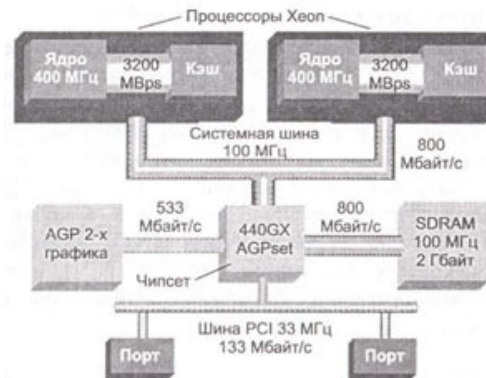 Процессоры Xeon
Ядро
400 МГц
3200
MBps
Кэш
Ядро
400 МГц
3200
MBps
Кэш
Системная шина
100 МГц
800
Мбайт/с
533
Мбайт/с
800
Мбайт/с
AGP 2-х
графика
440GX
AGPset
SDRAM
100 МГц
2 Гбайт
Чипсет
Шина PCI 33 МГц
133 Мбайт/с
Порт
Порт